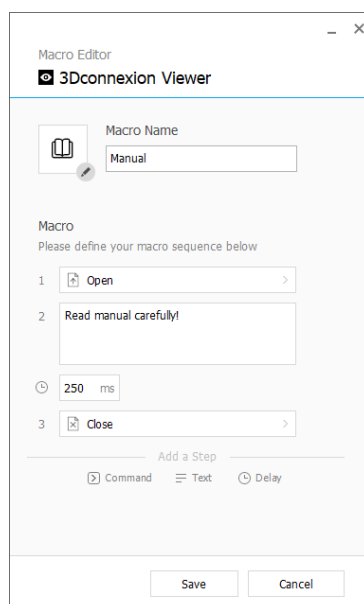 Macro Editor
3Dconnexion Viewer
Macro Name
Manual
Macro
Please define your macro sequence below
1 Open
2 Read manual carefully!
250 ms
3 Close
Add a Step
Command Text Delay
Save Cancel